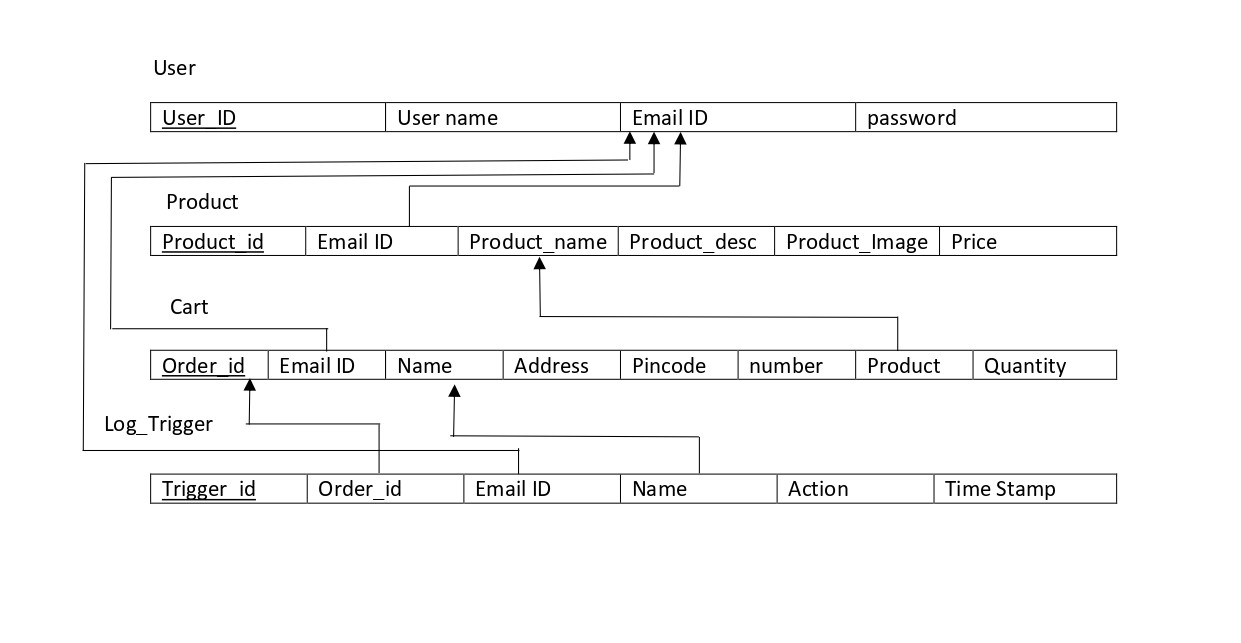 User
User_ID User name Email ID password
Product
Product_id Email ID Product_name Product_desc Product_Image Price
Cart
Order_id Email ID Name Address Pincode number Product Quantity
Log_Trigger
Trigger_id Order_id Email ID Name Action Time Stamp